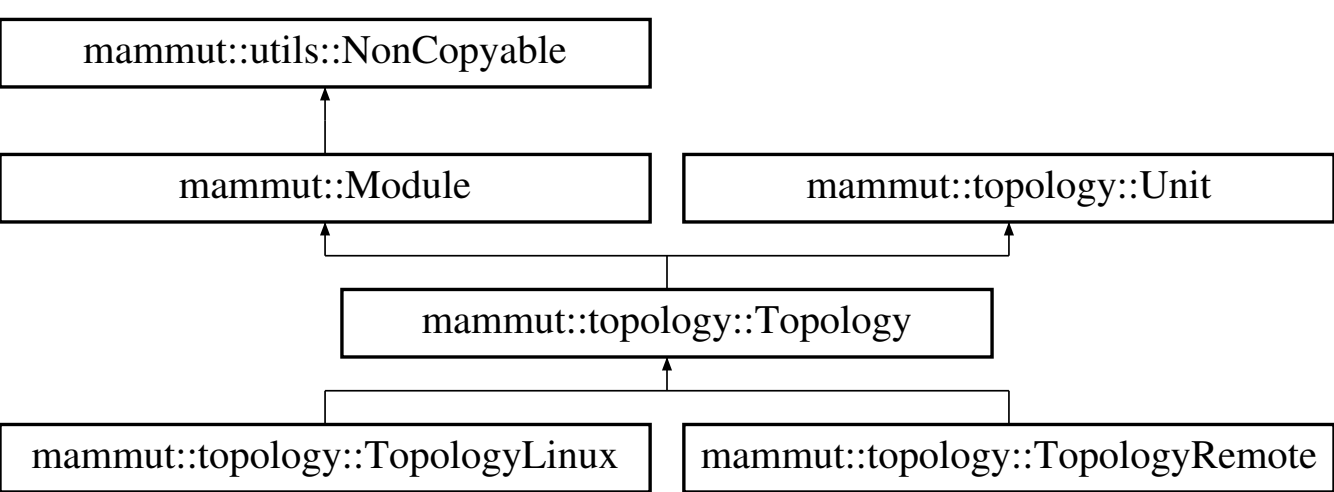 mammut::utils::NonCopyable
mammut::Module
mammut::topology::Unit
mammut::topology::Topology
mammut::topology::TopologyLinux
mammut::topology::TopologyRemote